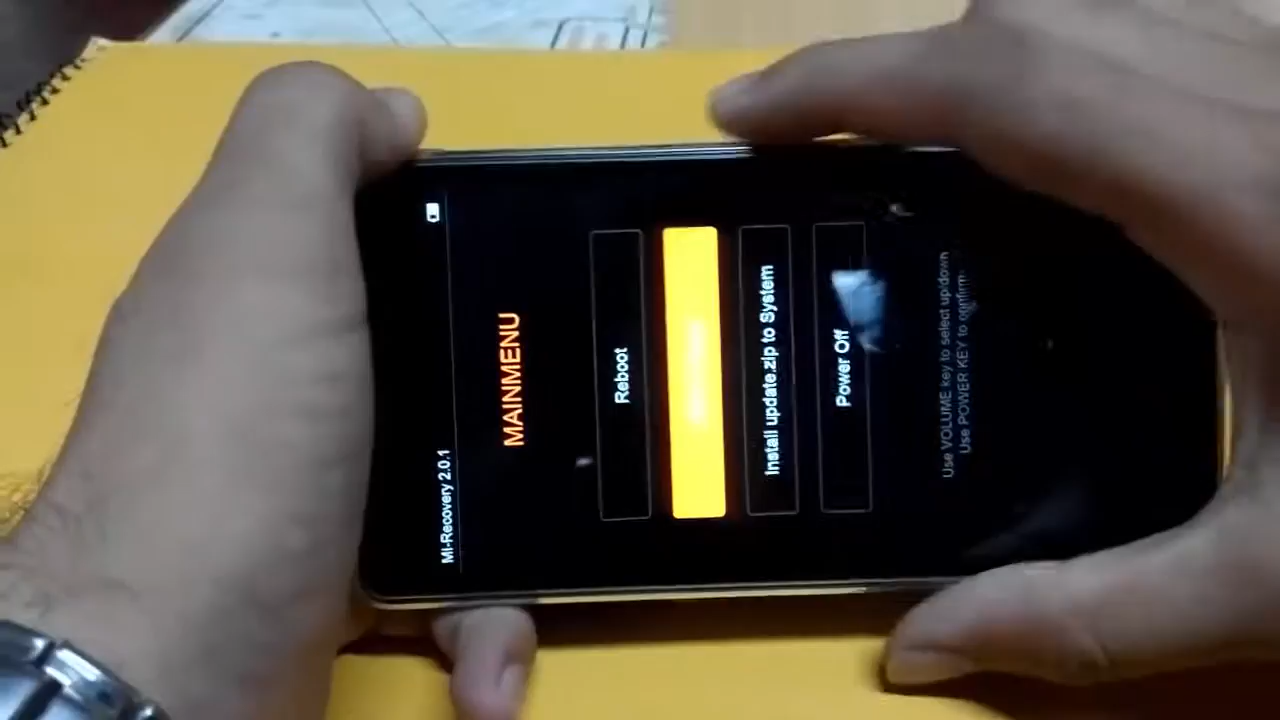 Mi-Recovery 2.0.1
MAINMENU
Reboot
Install update.zip to System
Power Off
Use VOLUME key to select up/down
Use POWER KEY to confirm.